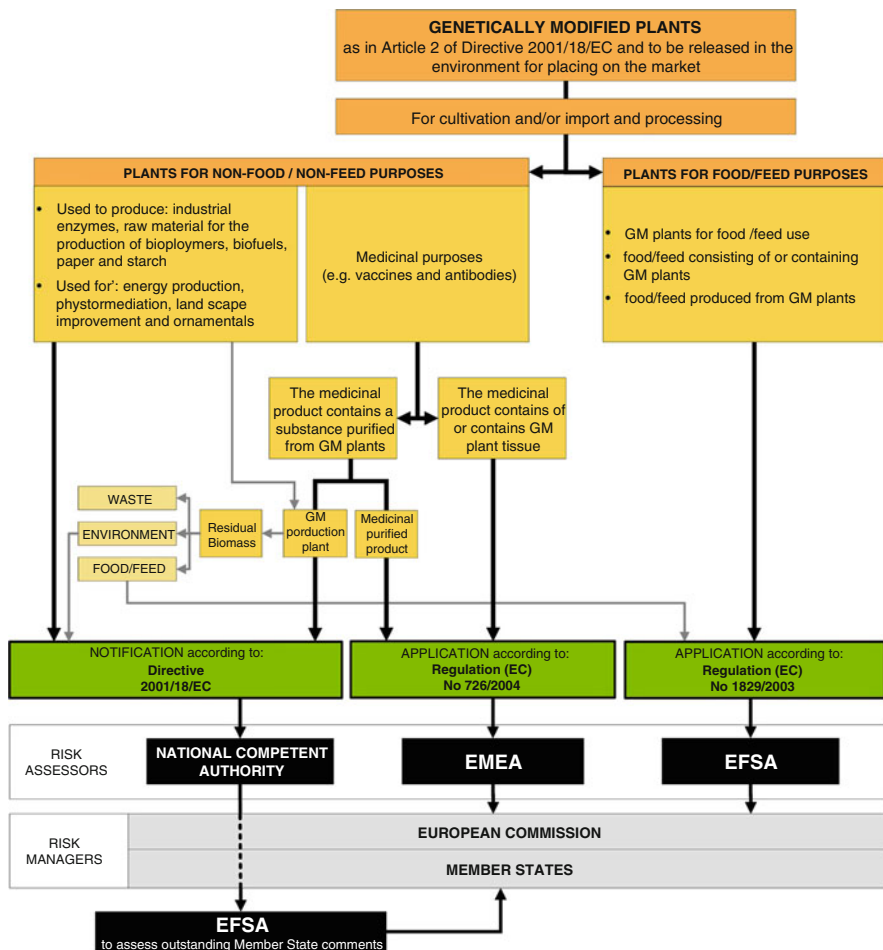 GENETICALLY MODIFIED PLANTS
as in Article 2 of Directive 2001/18/EC and to be released in the
environment for placing on the market
For cultivation and/or import and processing
PLANTS FOR NON-FOOD / NON-FEED PURPOSES
PLANTS FOR FOOD/FEED PURPOSES
• Used to produce: industrial
enzymes, raw material for the
production of bioploymers, biofuels,
paper and starch
• Used for': energy production,
phystormediation, land scape
improvement and ornamentals
Medicinal purposes
(e.g. vaccines and antibodies)
• GM plants for food /feed use
• food/feed consisting of or containing
GM plants
• food/feed produced from GM plants
The medicinal
product contains a
substance purified
from GM plants
The medicinal
product contains of
or contains GM
plant tissue
WASTE
ENVIRONMENT
FOOD/FEED
Residual
Biomass
GM
porduction
plant
Medicinal
purified
product
NOTIFICATION according to:
Directive
2001/18/EC
APPLICATION according to:
Regulation (EC)
No 726/2004
APPLICATION according to:
Regulation (EC)
No 1829/2003
RISK
ASSESSORS
NATIONAL COMPETENT
AUTHORITY
EMEA
EFSA
RISK
MANAGERS
EUROPEAN COMMISSION
MEMBER STATES
EFSA
to assess outstanding Member State comments